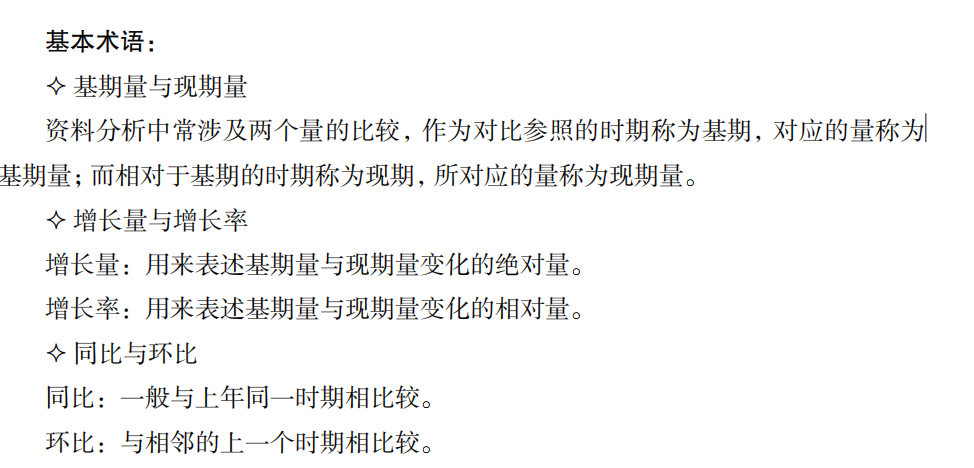 基本术语：
✧ 基期量与现期量
资料分析中常涉及两个量的比较，作为对比参照的时期称为基期，对应的量称为
基期量；而相对于基期的时期称为现期，所对应的量称为现期量。
✧ 增长量与增长率
增长量：用来表述基期量与现期量变化的绝对量。
增长率：用来表述基期量与现期量变化的相对量。
✧ 同比与环比
同比：一般与上年同一时期相比较。
环比：与相邻的上一个时期相比较。